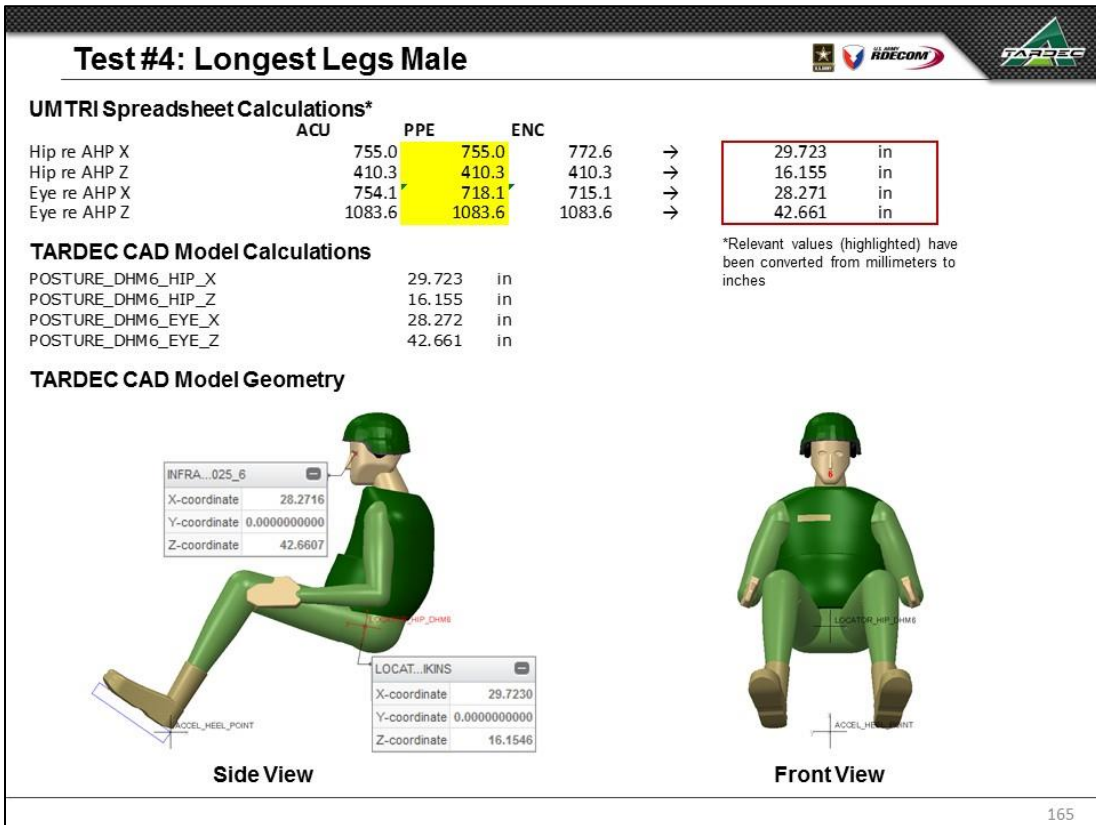 Test #4: Longest Legs Male
U.S. ARMY
U.S. ARMY RDECOM
TARDEC
UMTRI Spreadsheet Calculations*
ACU PPE ENC
Hip re AHP X 755.0 755.0 772.6 → 29.723 in
Hip re AHP Z 410.3 410.3 410.3 → 16.155 in
Eye re AHP X 754.1 718.1 715.1 → 28.271 in
Eye re AHP Z 1083.6 1083.6 1083.6 → 42.661 in
*Relevant values (highlighted) have
been converted from millimeters to
inches
TARDEC CAD Model Calculations
POSTURE_DHM6_HIP_X 29.723 in
POSTURE_DHM6_HIP_Z 16.155 in
POSTURE_DHM6_EYE_X 28.272 in
POSTURE_DHM6_EYE_Z 42.661 in
TARDEC CAD Model Geometry
INFRA...025_6
X-coordinate 28.2716
Y-coordinate 0.0000000000
Z-coordinate 42.6607
6
LOCATOR_HIP_DHM6
LOCATOR_HIP_DHM6
LOCAT...IKINS
X-coordinate 29.7230
Y-coordinate 0.0000000000
Z-coordinate 16.1546
ACCEL_HEEL_POINT
ACCEL_HEEL_POINT
Side View
Front View
165